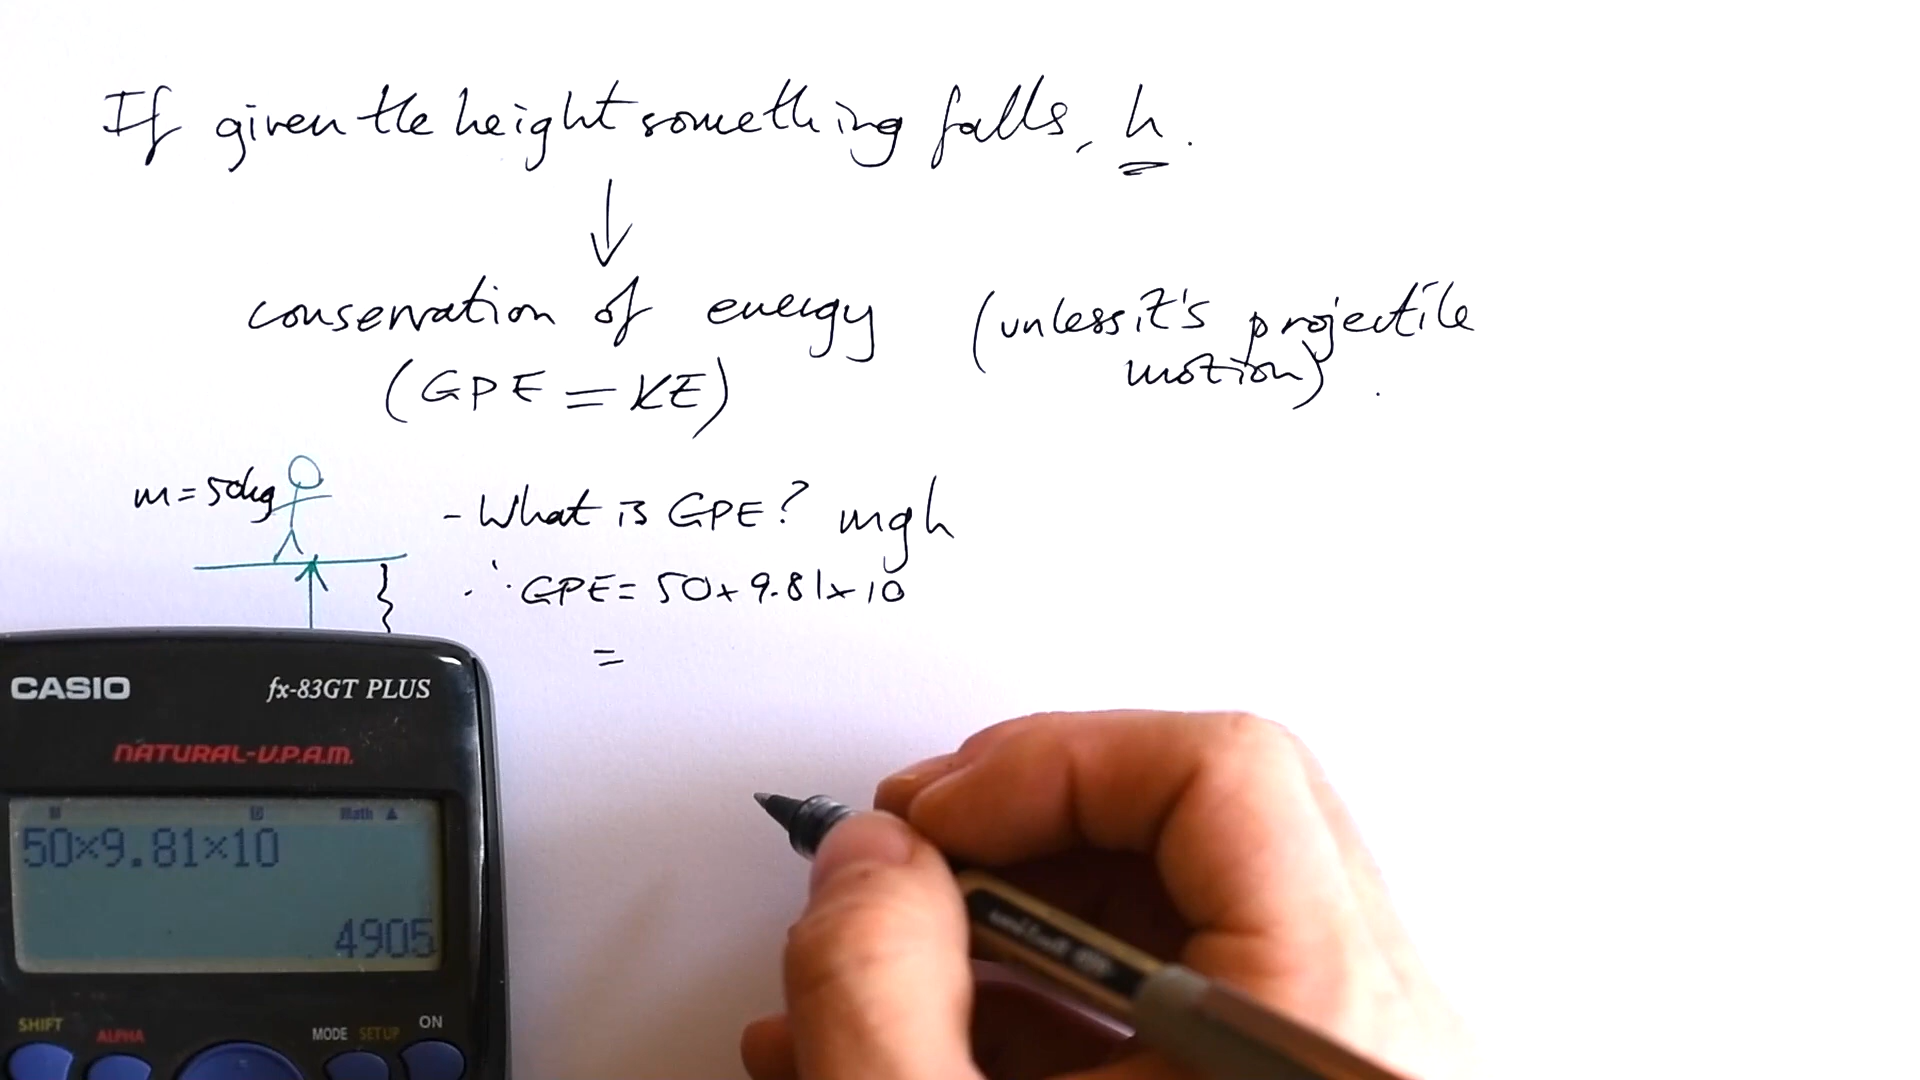 If given the height something falls, h.
↓
conservation of energy (unless it's projectile
motion).
(GPE = KE)
m = 50kg
- What is GPE? mgh
∴ GPE = 50 × 9.81 × 10
=
CASIO fx-83GT PLUS
NATURAL-V.P.A.M.
Math ▲
50×9.81×10
4905
SHIFT ALPHA MODE SETUP ON